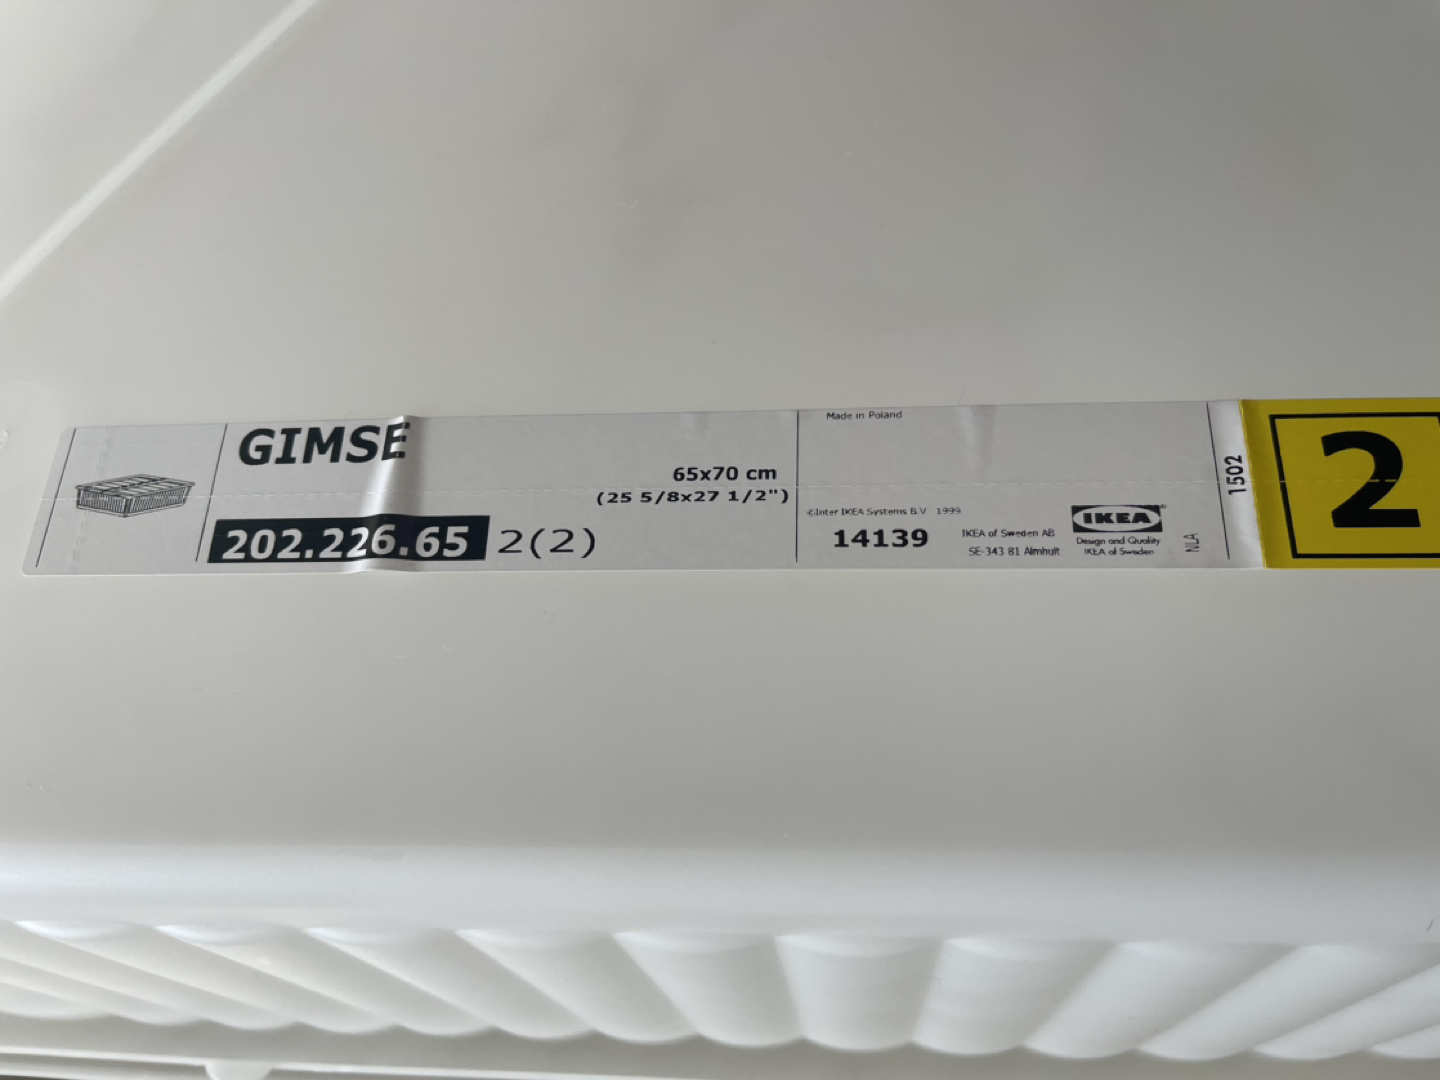 GIMSE
202.226.65 2(2)
65x70 cm
(25 5/8x27 1/2")
Made in Poland
©Inter IKEA Systems B.V 1999
14139
IKEA of Sweden AB
SE-343 81 Älmhult
IKEA®
Design and Quality
IKEA of Sweden
NLA
1502
2